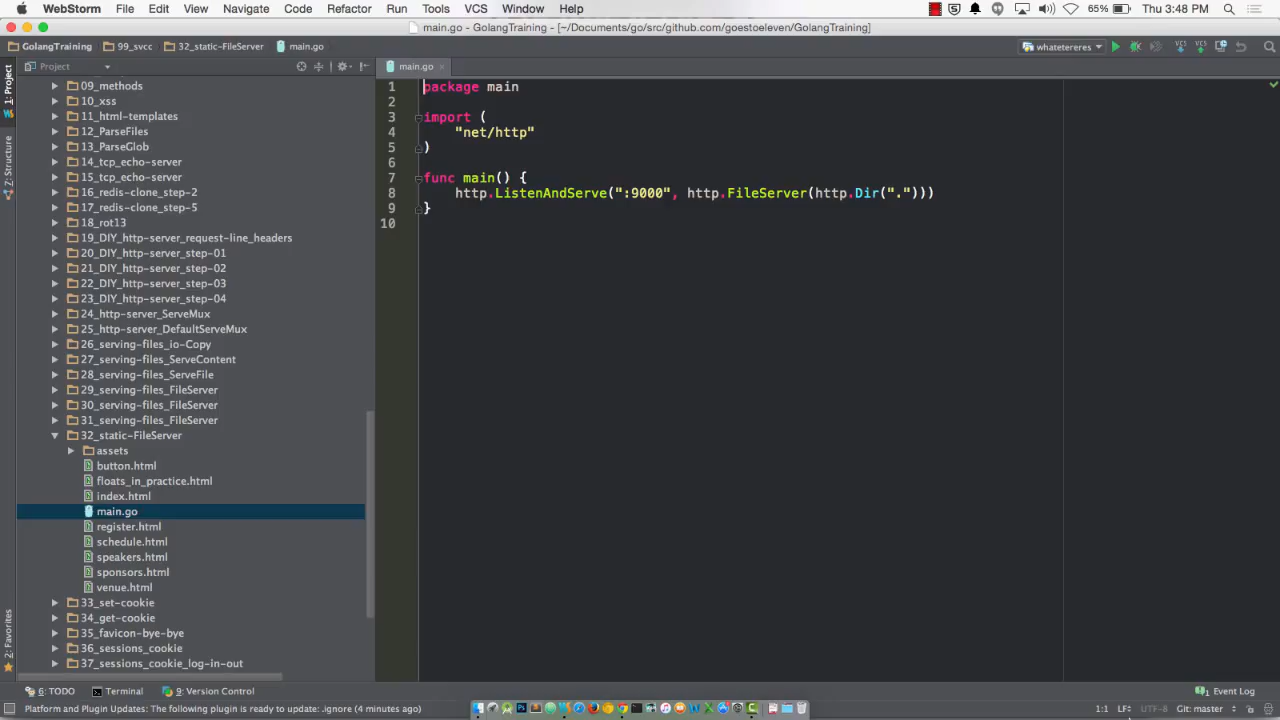 WebStorm File Edit View Navigate Code Refactor Run Tools VCS Window Help 65% Thu 3:48 PM
main.go - GolangTraining - [~/Documents/go/src/github.com/goestoeleven/GolangTraining]
GolangTraining 99_svcc 32_static-FileServer main.go whatetereres
1: Project
Project
main.go
09_methods
10_xss
11_html-templates
12_ParseFiles
13_ParseGlob
14_tcp_echo-server
15_tcp_echo-server
16_redis-clone_step-2
17_redis-clone_step-5
18_rot13
19_DIY_http-server_request-line_headers
20_DIY_http-server_step-01
21_DIY_http-server_step-02
22_DIY_http-server_step-03
23_DIY_http-server_step-04
24_http-server_ServeMux
25_http-server_DefaultServeMux
26_serving-files_io-Copy
27_serving-files_ServeContent
28_serving-files_ServeFile
29_serving-files_FileServer
30_serving-files_FileServer
31_serving-files_FileServer
32_static-FileServer
assets
button.html
floats_in_practice.html
index.html
main.go
register.html
schedule.html
speakers.html
sponsors.html
venue.html
33_set-cookie
34_get-cookie
35_favicon-bye-bye
36_sessions_cookie
37_sessions_cookie_log-in-out
Z: Structure
2: Favorites
1 package main
2
3 import (
4 "net/http"
5 )
6
7 func main() {
8 http.ListenAndServe(":9000", http.FileServer(http.Dir(".")))
9 }
10
6: TODO Terminal 9: Version Control 1 Event Log
Platform and Plugin Updates: The following plugin is ready to update: .ignore (4 minutes ago) 1:1 LF÷ UTF-8 Git: master